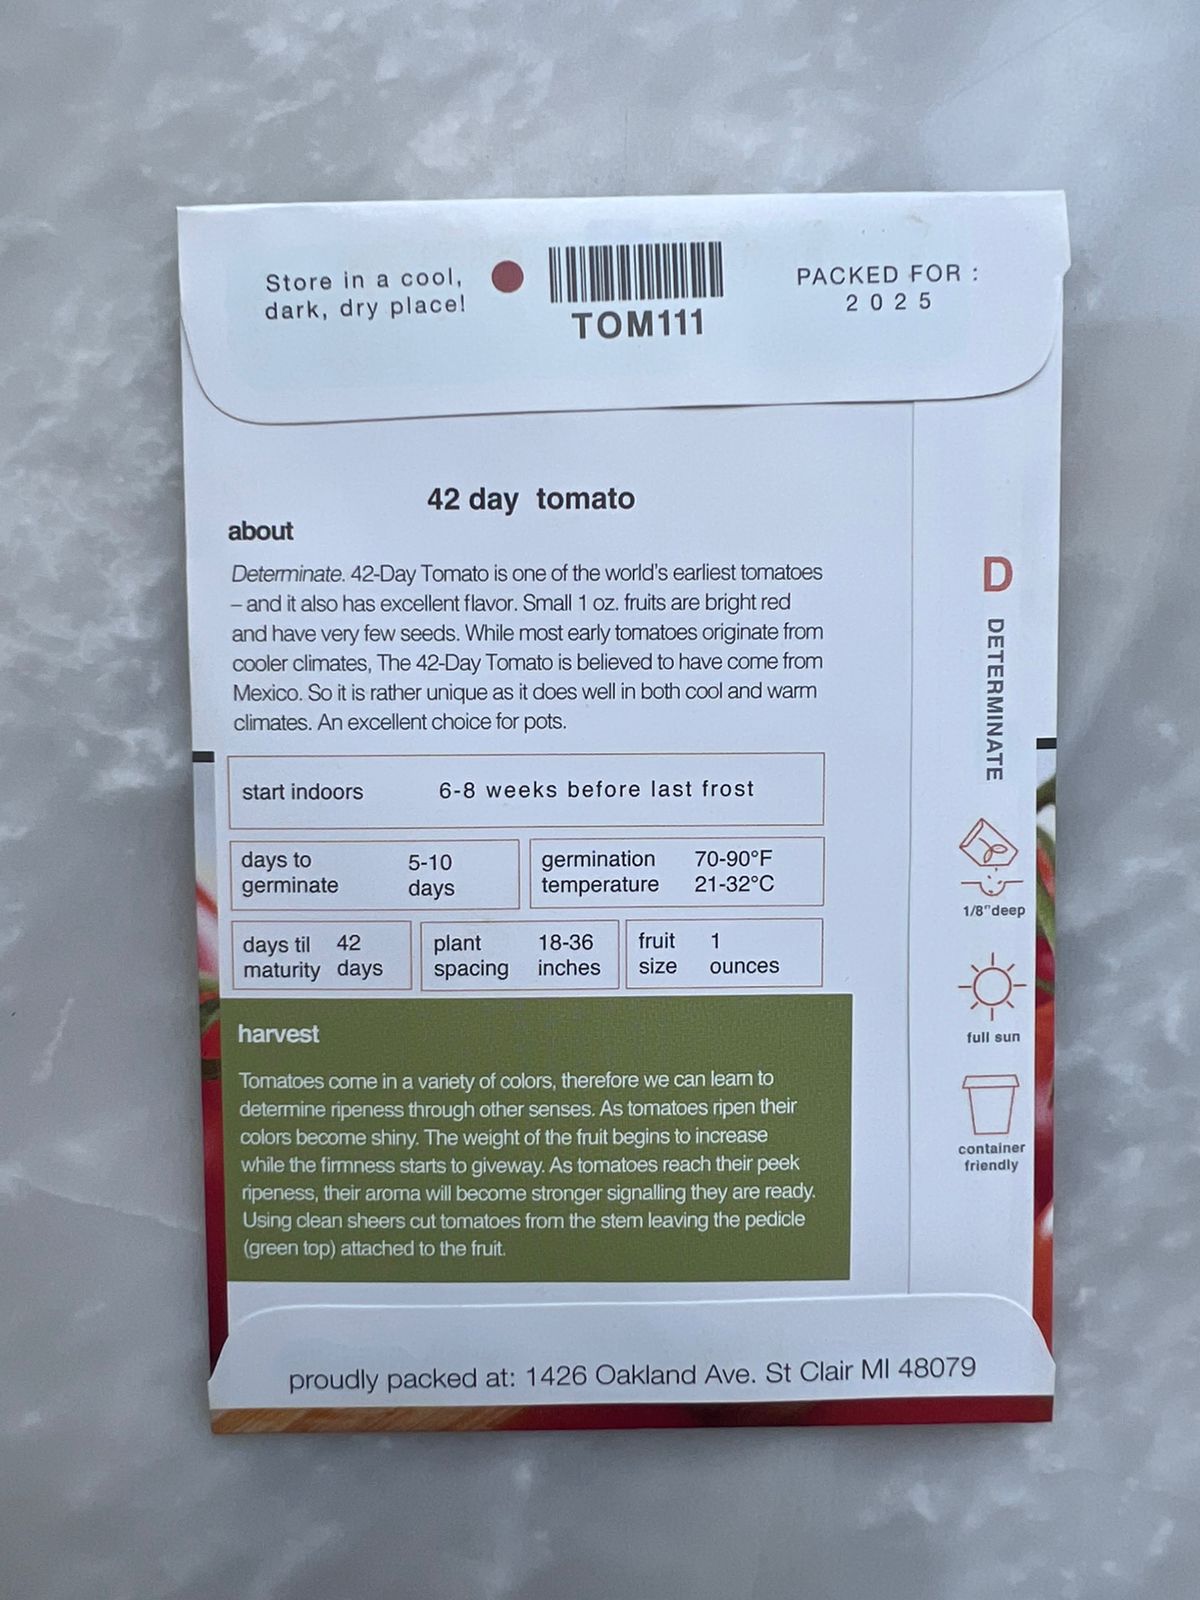 Store in a cool,
dark, dry place!
TOM111
PACKED FOR :
2025
42 day tomato
about
Determinate. 42-Day Tomato is one of the world's earliest tomatoes
– and it also has excellent flavor. Small 1 oz. fruits are bright red
and have very few seeds. While most early tomatoes originate from
cooler climates, The 42-Day Tomato is believed to have come from
Mexico. So it is rather unique as it does well in both cool and warm
climates. An excellent choice for pots.
start indoors 6-8 weeks before last frost
days to
germinate
5-10
days
germination
temperature
70-90°F
21-32°C
days til
maturity
42
days
plant
spacing
18-36
inches
fruit
size
1
ounces
harvest
Tomatoes come in a variety of colors, therefore we can learn to
determine ripeness through other senses. As tomatoes ripen their
colors become shiny. The weight of the fruit begins to increase
while the firmness starts to giveway. As tomatoes reach their peek
ripeness, their aroma will become stronger signalling they are ready.
Using clean sheers cut tomatoes from the stem leaving the pedicle
(green top) attached to the fruit.
D
DETERMINATE
1/8"deep
full sun
container
friendly
proudly packed at: 1426 Oakland Ave. St Clair MI 48079